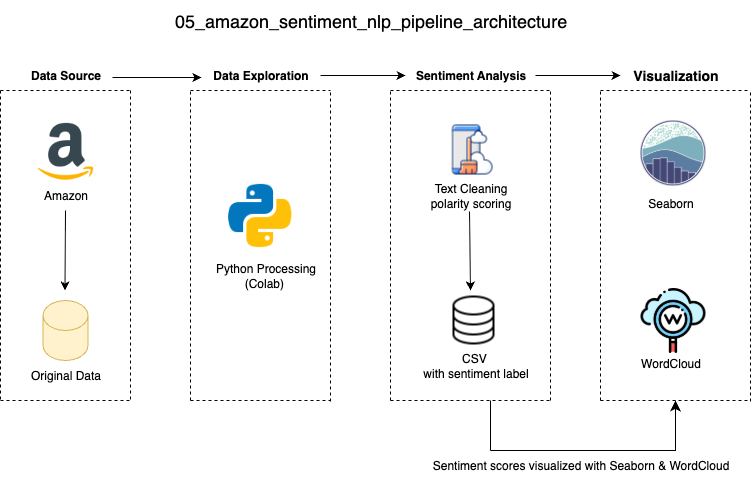 05_amazon_sentiment_nlp_pipeline_architecture
Data Source
Data Exploration
Sentiment Analysis
Visualization
a
Amazon
Original Data
Python Processing
(Colab)
Text Cleaning
polarity scoring
CSV
with sentiment label
Seaborn
W
WordCloud
Sentiment scores visualized with Seaborn & WordCloud